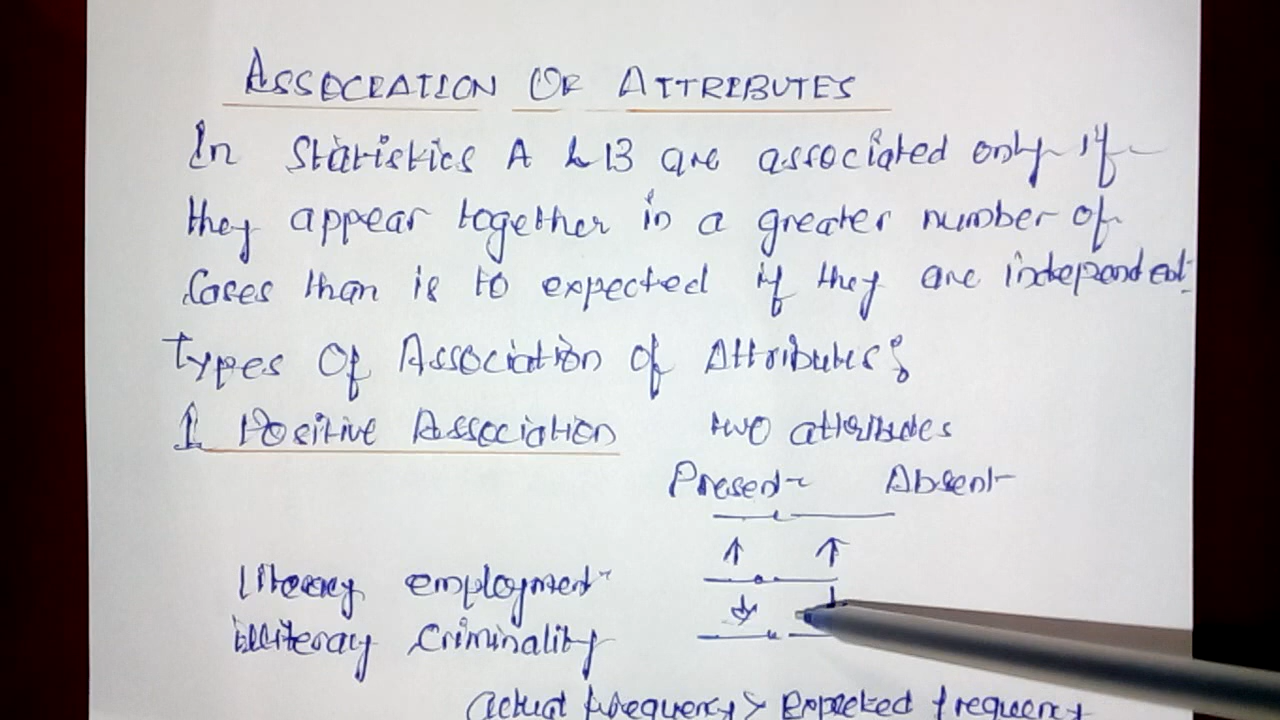 ASSOCIATION OF ATTRIBUTES
In Statistics A & B are associated only if
they appear together in a greater number of
Cases than is to expected if they are independent.
Types Of Association of Attributes:
1 Positive Association two attributes
Present Absent
Literacy employment
illiteracy Criminality
Actual frequency > Expected frequency